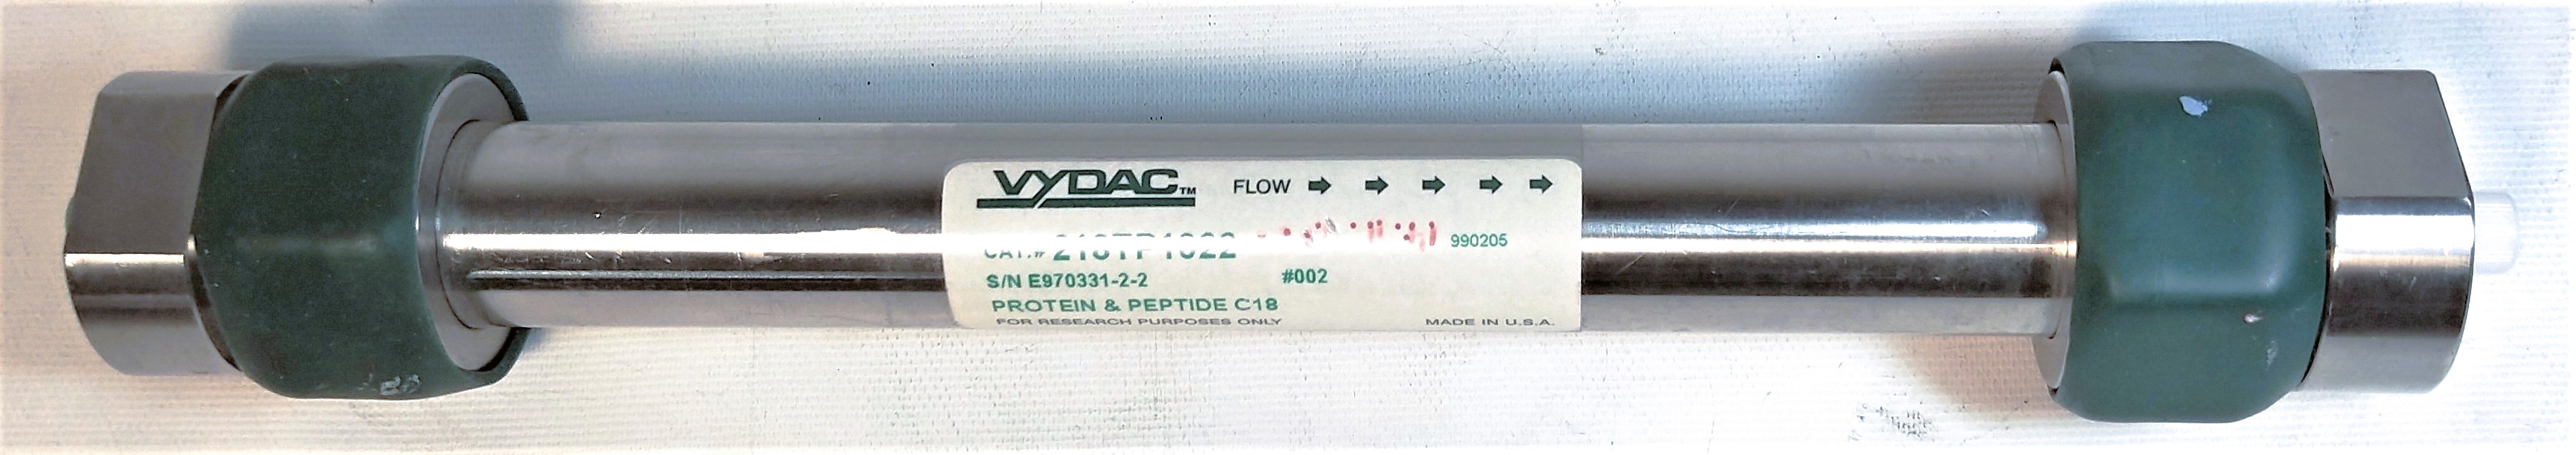 VYDAC™ FLOW → → → → →
CAT.# 218TP1022 990205
S/N E970331-2-2 #002
PROTEIN & PEPTIDE C18
FOR RESEARCH PURPOSES ONLY MADE IN U.S.A.